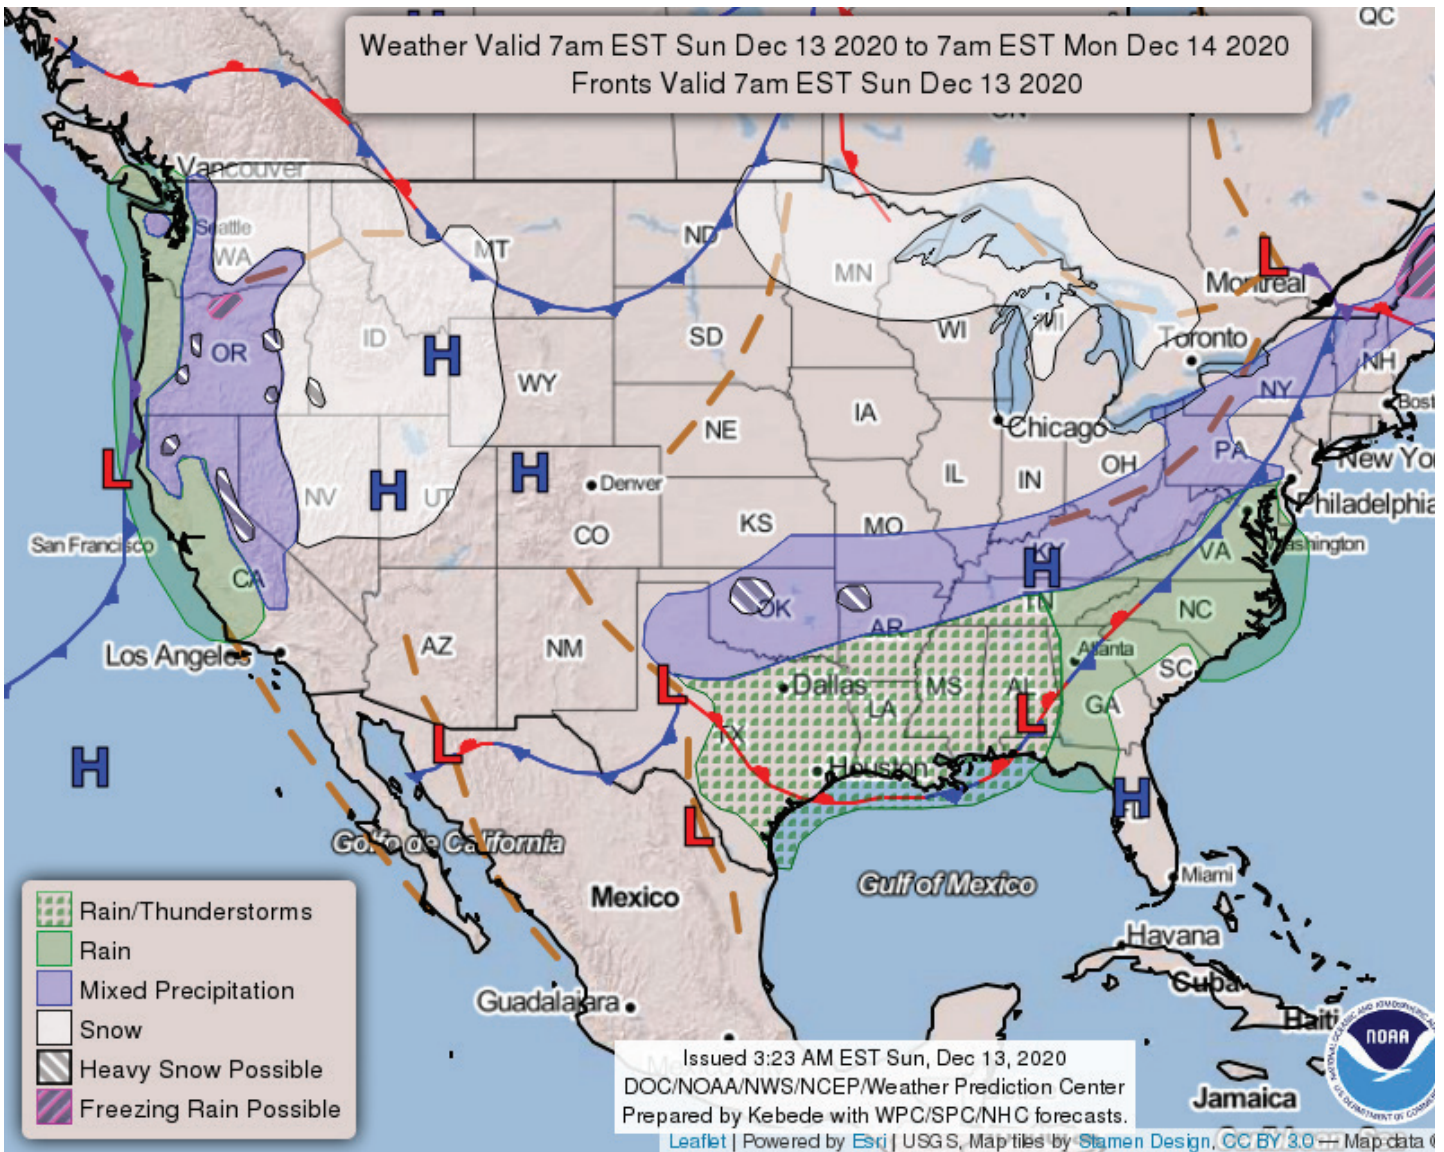 QC
Weather Valid 7am EST Sun Dec 13 2020 to 7am EST Mon Dec 14 2020
Fronts Valid 7am EST Sun Dec 13 2020
H
Vancouver
Seattle
WA
MT
ND
MN
L
Montreal
OR
ID
H
WY
SD
WI
MI
Toronto
NH
NY
Bost
IA
NE
Chicago
PA
New Yor
L
NV
H
UT
H
Denver
IL
IN
OH
Philadelphia
San Francisco
CO
KS
MO
KY
H
VA
ashington
CA
OK
TN
NC
AR
Los Angeles
AZ
NM
Atlanta
SC
L
Dallas
MS
AL
LA
GA
L
TX
L
H
Houston
H
L
Golfo de California
Mexico
Gulf of Mexico
Miami
Havana
Cuba
Guadalajara
Haiti
Jamaica
Rain/Thunderstorms
Rain
Mixed Precipitation
Snow
Heavy Snow Possible
Freezing Rain Possible
NOAA
Issued 3:23 AM EST Sun, Dec 13, 2020
DOC/NOAA/NWS/NCEP/Weather Prediction Center
Prepared by Kebede with WPC/SPC/NHC forecasts.
Leaflet | Powered by Esri | USGS, Map tiles by Stamen Design, CC BY 3.0 — Map data ©